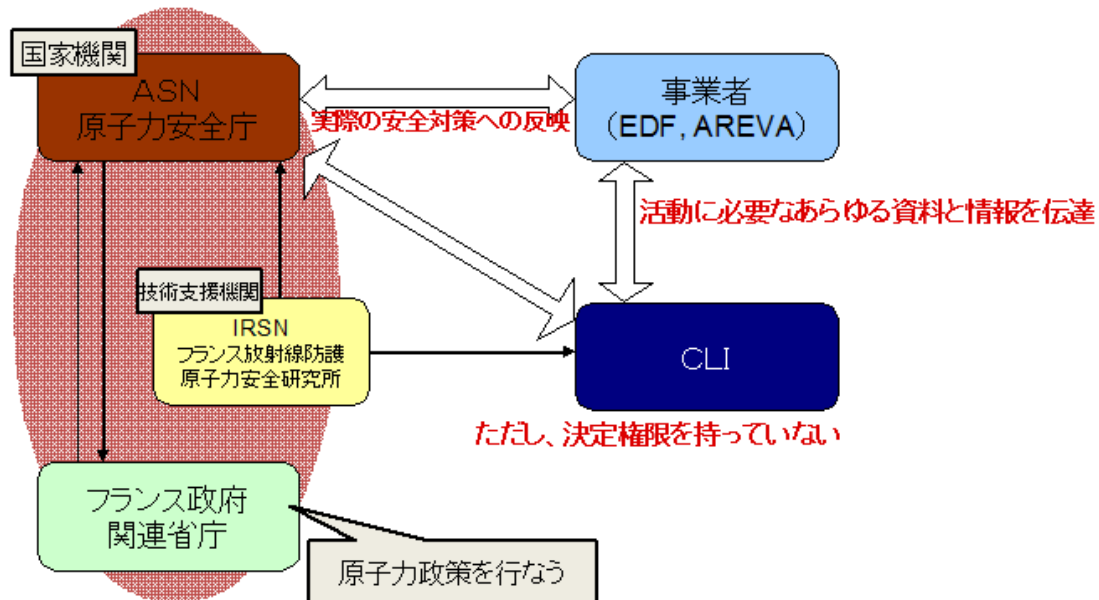 国家機関
ASN
原子力安全庁
実際の安全対策への反映
事業者
（EDF, AREVA）
活動に必要なあらゆる資料と情報を伝達
技術支援機関
IRSN
フランス放射線防護
原子力安全研究所
CLI
ただし、決定権限を持っていない
フランス政府
関連省庁
原子力政策を行なう